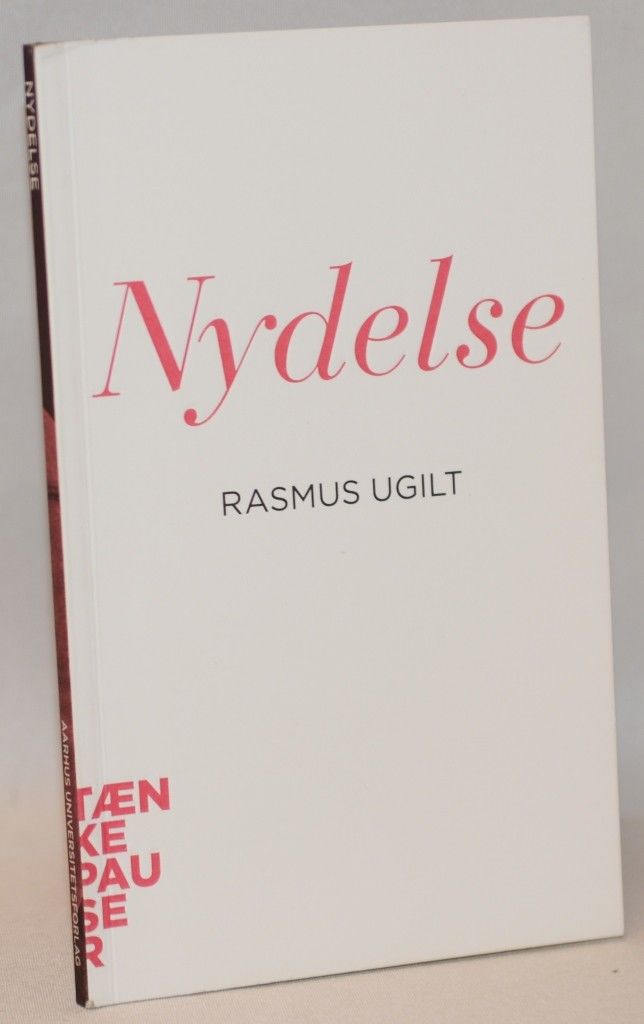 NYDELSE
Nydelse
RASMUS UGILT
TÆN
KE
PAU
SE
R
AARHUS UNIVERSITETSFORLAG